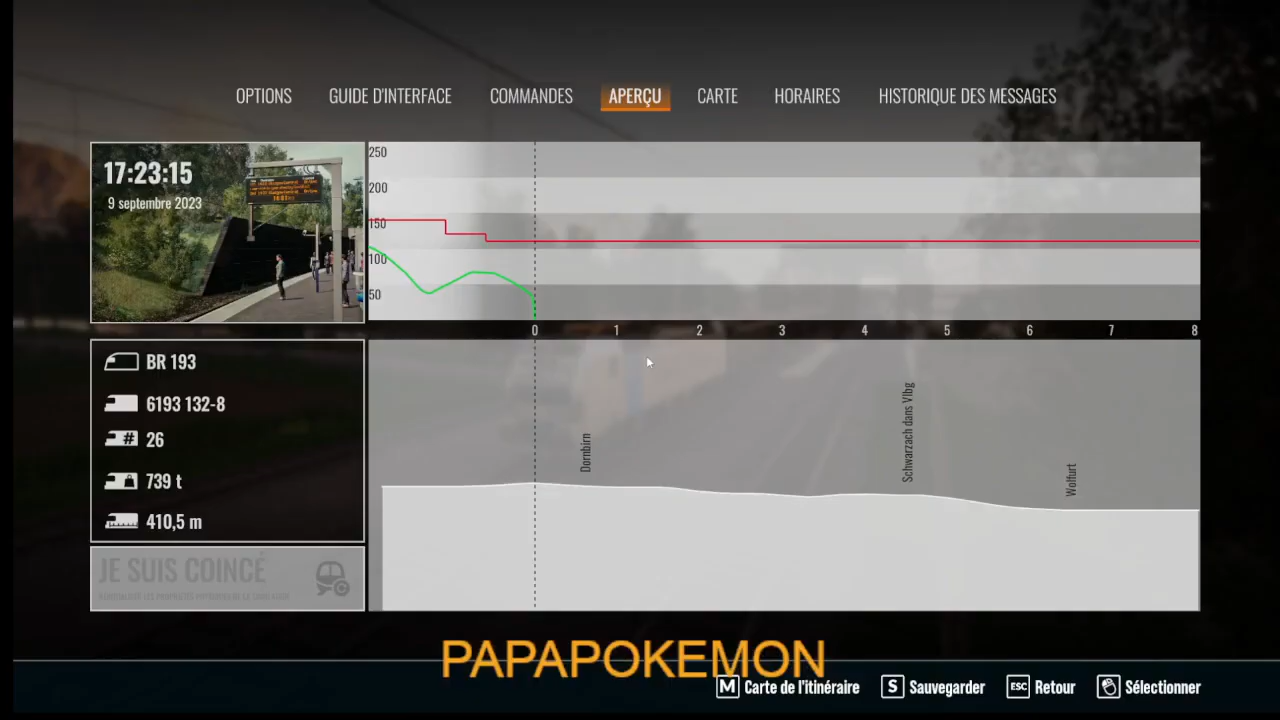 OPTIONS GUIDE D'INTERFACE COMMANDES APERÇU CARTE HORAIRES HISTORIQUE DES MESSAGES
17:23:15
9 septembre 2023
250
200
150
100
50
0 1 2 3 4 5 6 7 8
BR 193
6193 132-8
26
739 t
410,5 m
Dornbirn
Schwarzach dans Vlbg
Wolfurt
JE SUIS COINCÉ
PAPAPOKEMON
M Carte de l'itinéraire S Sauvegarder ESC Retour Sélectionner